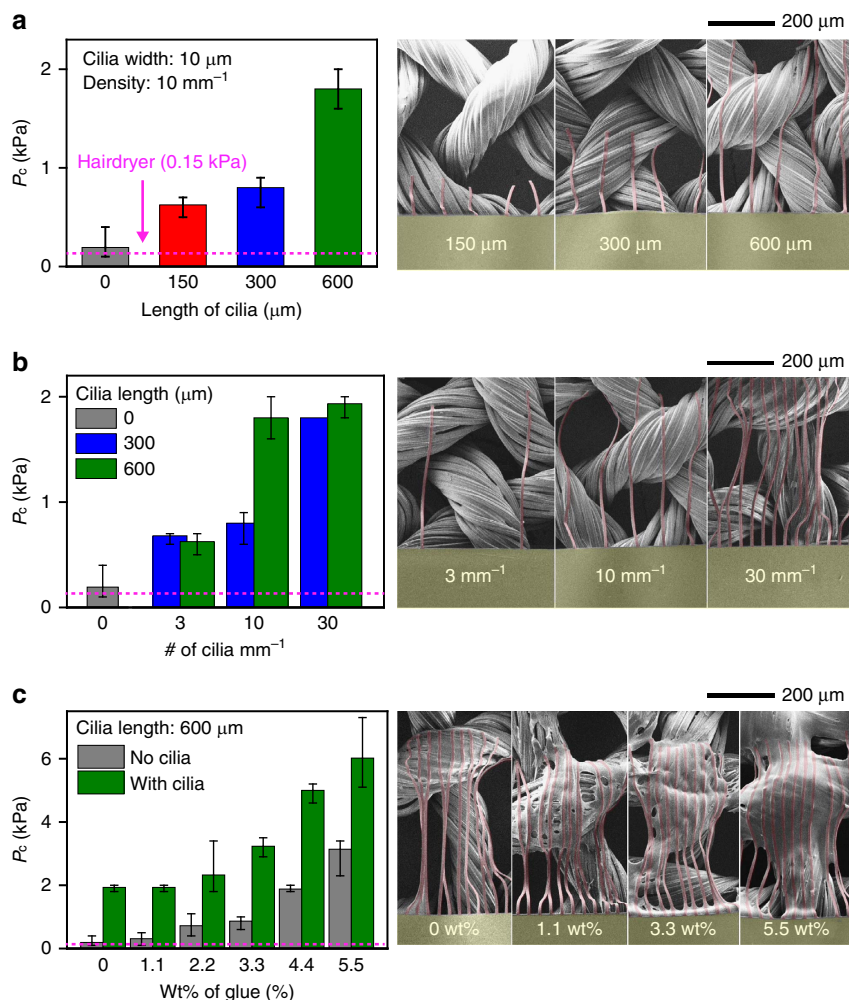 a
200 μm
Cilia width: 10 μm
Density: 10 mm⁻¹
Hairdryer (0.15 kPa)
Pc (kPa)
2
1
0
0 150 300 600
Length of cilia (μm)
150 μm 300 μm 600 μm
b
200 μm
Cilia length (μm)
0
300
600
Pc (kPa)
2
1
0
0 3 10 30
# of cilia mm⁻¹
3 mm⁻¹ 10 mm⁻¹ 30 mm⁻¹
c
200 μm
Cilia length: 600 μm
No cilia
With cilia
Pc (kPa)
6
4
2
0
0 1.1 2.2 3.3 4.4 5.5
Wt% of glue (%)
0 wt% 1.1 wt% 3.3 wt% 5.5 wt%